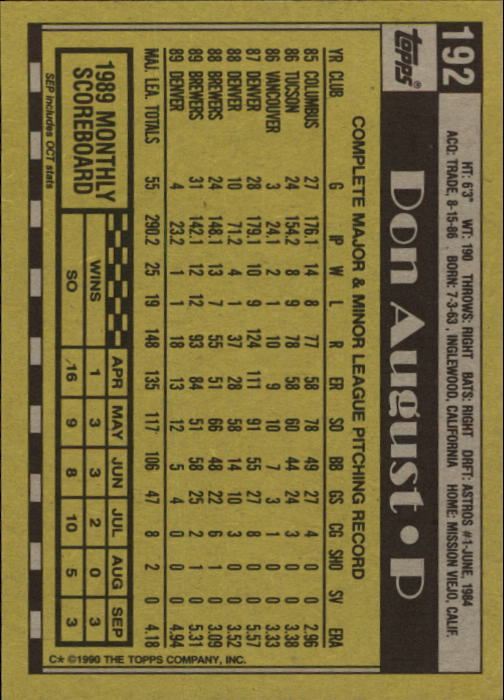 192
topps®
HT: 6'3" WT: 190 THROWS: RIGHT BATS: RIGHT DRFT: ASTROS #1-JUNE, 1984
ACQ: TRADE, 8-15-86 BORN: 7-3-63, INGLEWOOD, CALIFORNIA HOME: MISSION VIEJO, CALIF.
Don August • P
COMPLETE MAJOR & MINOR LEAGUE PITCHING RECORD
YR CLUB G IP W L R ER SO BB GS CG SHO SV ERA
85 COLUMBUS 27 176.1 14 8 77 58 78 49 27 4 0 0 2.96
86 TUCSON 24 154.2 8 9 78 58 60 44 24 3 0 0 3.38
86 VANCOUVER 3 24.1 2 1 10 9 10 7 3 1 0 0 3.33
87 DENVER 28 179.1 10 9 124 111 91 55 27 8 0 0 5.57
88 DENVER 10 71.2 4 1 37 28 58 14 10 3 0 0 3.52
88 BREWERS 24 148.1 13 7 55 51 66 48 22 6 1 0 3.09
89 BREWERS 31 142.1 12 12 93 84 51 58 25 2 1 0 5.31
89 DENVER 4 23.2 1 1 18 13 12 5 4 0 0 0 4.94
MAJ. LEA. TOTALS 55 290.2 25 19 148 135 117 106 47 8 2 0 4.18
1989 MONTHLY
SCOREBOARD
APR MAY JUN JUL AUG SEP
WINS 1 3 3 2 0 3
SO 16 9 8 10 5 3
SEP includes OCT stats
C* ©1990 THE TOPPS COMPANY, INC.